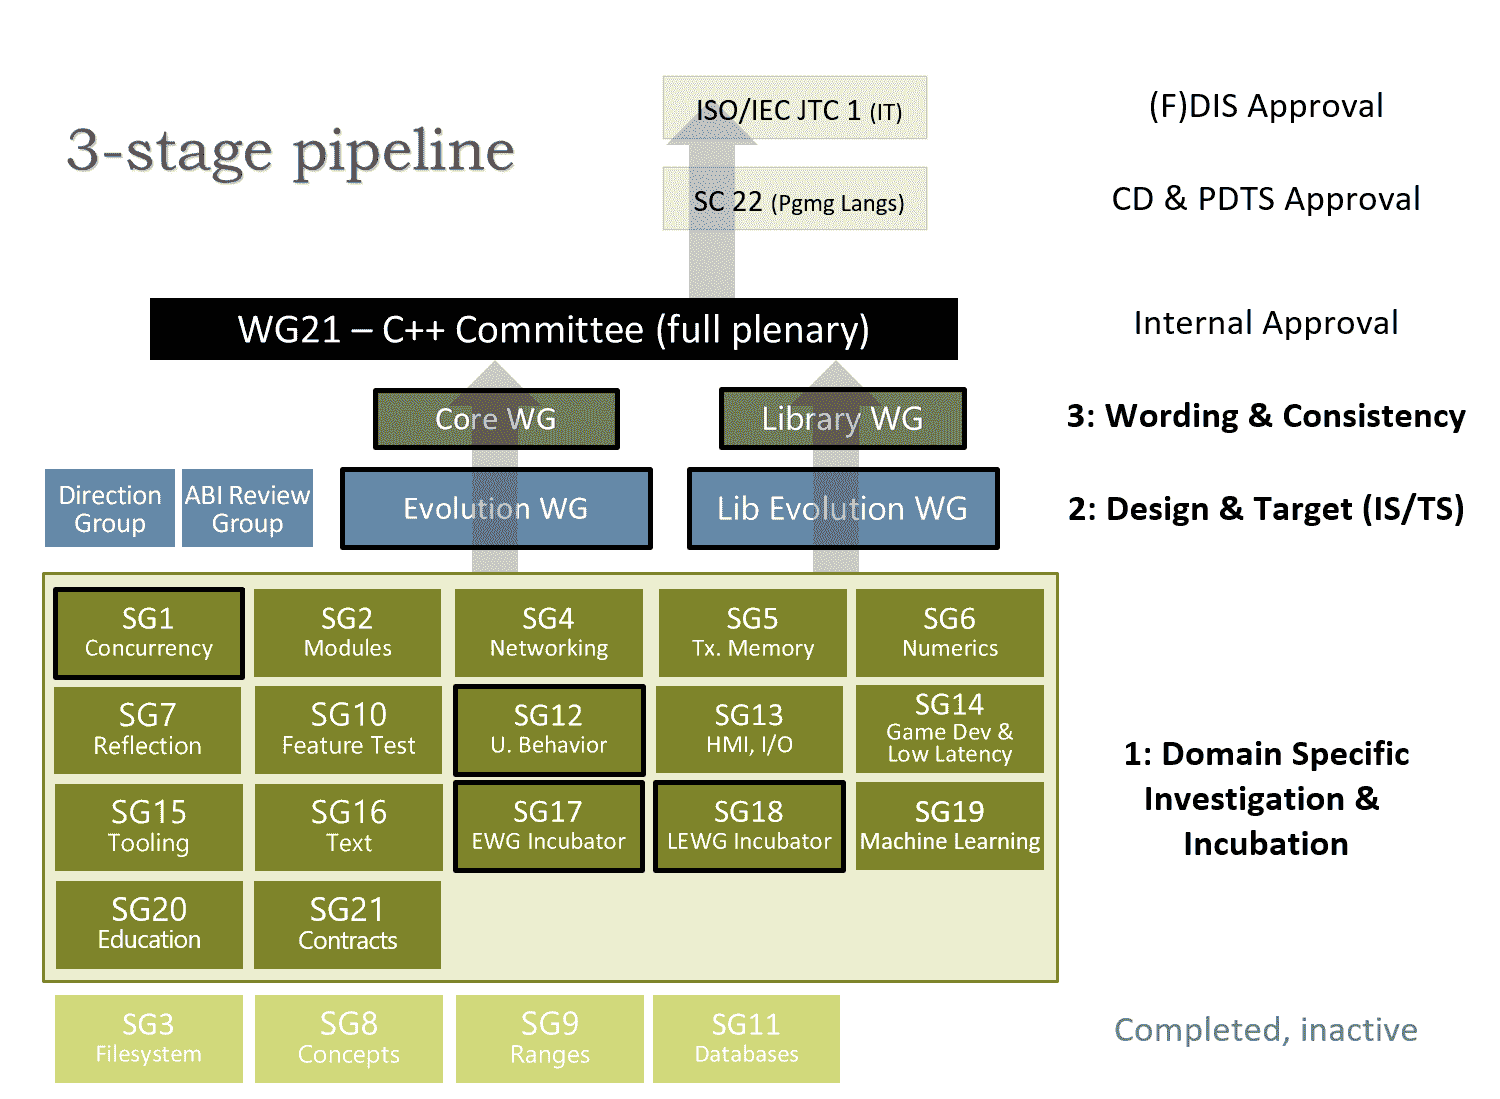 ISO/IEC JTC 1 (IT)
(F)DIS Approval
3-stage pipeline
SC 22 (Pgmg Langs)
CD & PDTS Approval
WG21 – C++ Committee (full plenary)
Internal Approval
Core WG
Library WG
3: Wording & Consistency
Direction
Group
ABI Review
Group
Evolution WG
Lib Evolution WG
2: Design & Target (IS/TS)
SG1
Concurrency
SG2
Modules
SG4
Networking
SG5
Tx. Memory
SG6
Numerics
SG7
Reflection
SG10
Feature Test
SG12
U. Behavior
SG13
HMI, I/O
SG14
Game Dev &
Low Latency
1: Domain Specific
Investigation &
Incubation
SG15
Tooling
SG16
Text
SG17
EWG Incubator
SG18
LEWG Incubator
SG19
Machine Learning
SG20
Education
SG21
Contracts
SG3
Filesystem
SG8
Concepts
SG9
Ranges
SG11
Databases
Completed, inactive